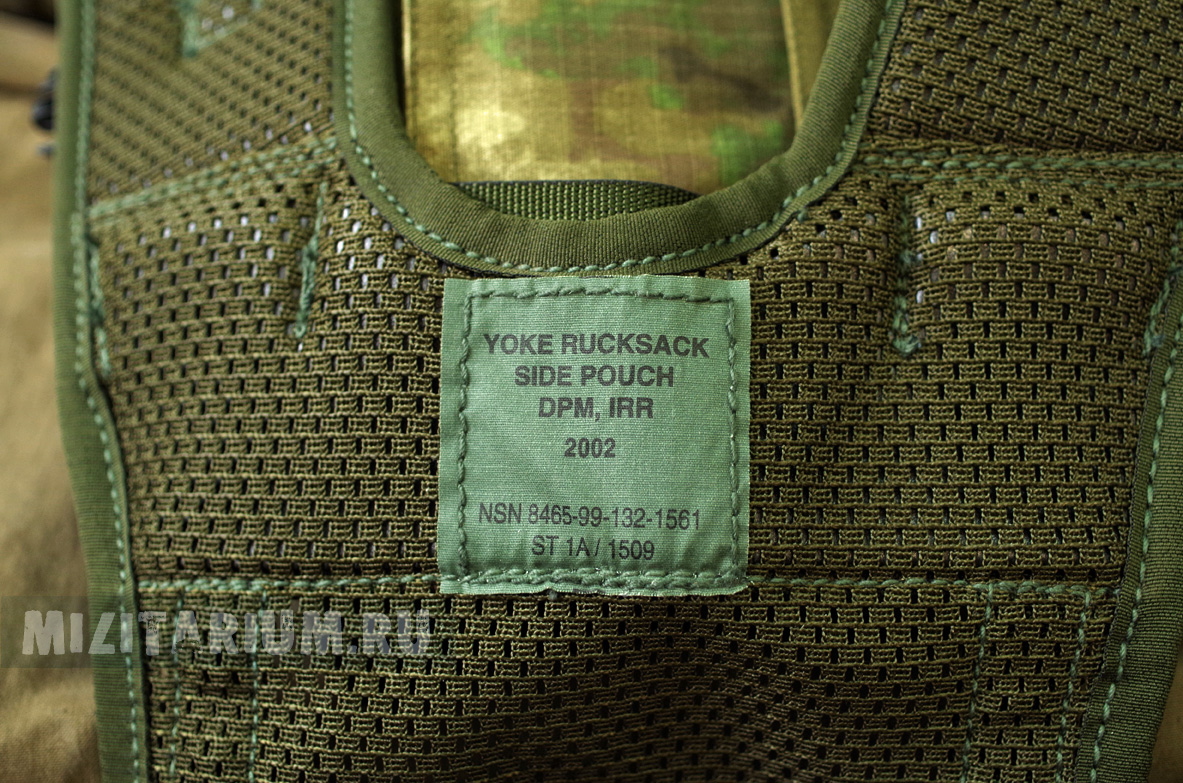 YOKE RUCKSACK
SIDE POUCH
DPM, IRR
2002
NSN 8465-99-132-1561
ST 1A / 1509
MILITARIUM.RU